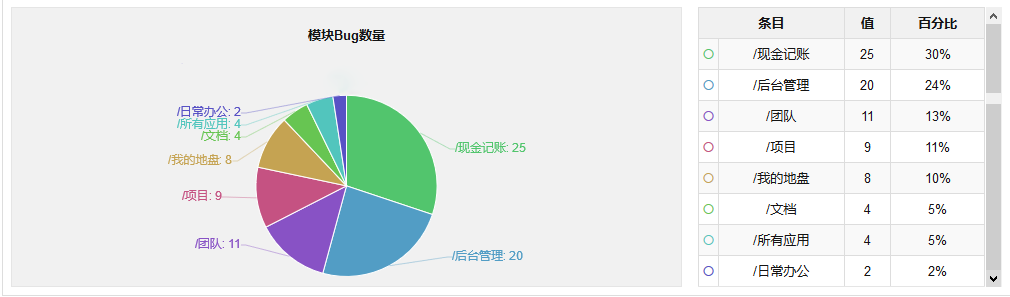 模块Bug数量
/日常办公: 2
/所有应用: 4
/文档: 4
/我的地盘: 8
/项目: 9
/团队: 11
/现金记账: 25
/后台管理: 20
条目 值 百分比
/现金记账 25 30%
/后台管理 20 24%
/团队 11 13%
/项目 9 11%
/我的地盘 8 10%
/文档 4 5%
/所有应用 4 5%
/日常办公 2 2%